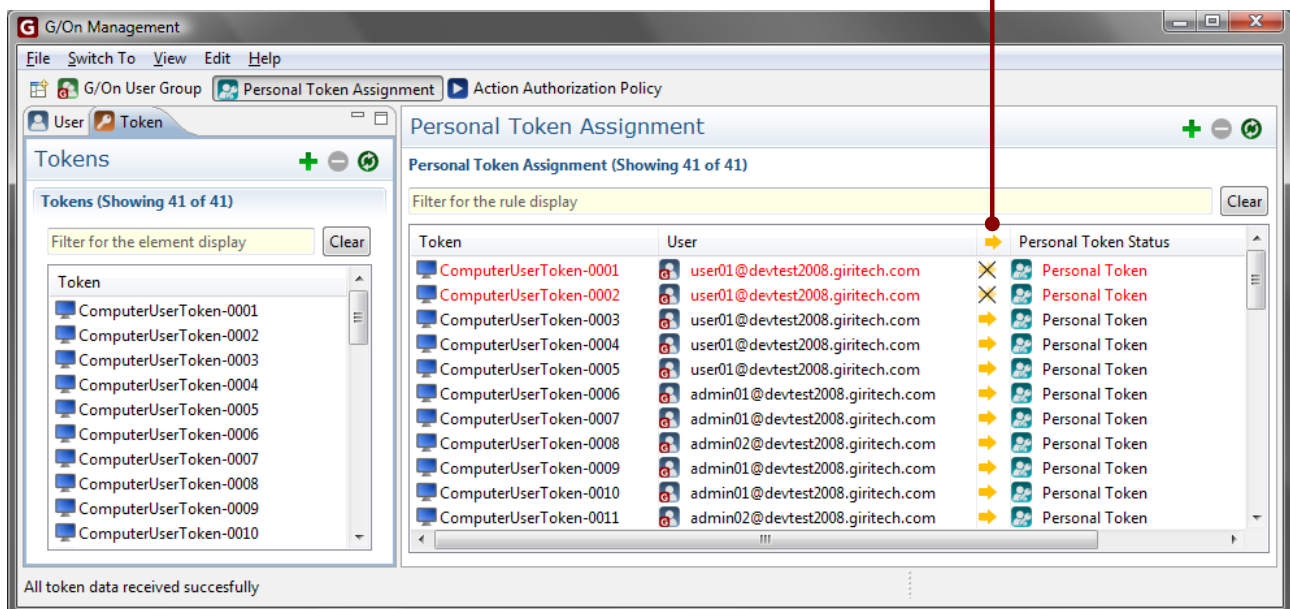 G/On Management
File Switch To View Edit Help
G/On User Group Personal Token Assignment Action Authorization Policy
User Token
Tokens
Tokens (Showing 41 of 41)
Filter for the element display Clear
Token
ComputerUserToken-0001
ComputerUserToken-0002
ComputerUserToken-0003
ComputerUserToken-0004
ComputerUserToken-0005
ComputerUserToken-0006
ComputerUserToken-0007
ComputerUserToken-0008
ComputerUserToken-0009
ComputerUserToken-0010
Personal Token Assignment
Personal Token Assignment (Showing 41 of 41)
Filter for the rule display Clear
Token User Personal Token Status
ComputerUserToken-0001 user01@devtest2008.giritech.com Personal Token
ComputerUserToken-0002 user01@devtest2008.giritech.com Personal Token
ComputerUserToken-0003 user01@devtest2008.giritech.com Personal Token
ComputerUserToken-0004 user01@devtest2008.giritech.com Personal Token
ComputerUserToken-0005 user01@devtest2008.giritech.com Personal Token
ComputerUserToken-0006 admin01@devtest2008.giritech.com Personal Token
ComputerUserToken-0007 admin01@devtest2008.giritech.com Personal Token
ComputerUserToken-0008 admin02@devtest2008.giritech.com Personal Token
ComputerUserToken-0009 admin01@devtest2008.giritech.com Personal Token
ComputerUserToken-0010 admin01@devtest2008.giritech.com Personal Token
ComputerUserToken-0011 admin02@devtest2008.giritech.com Personal Token
All token data received succesfully